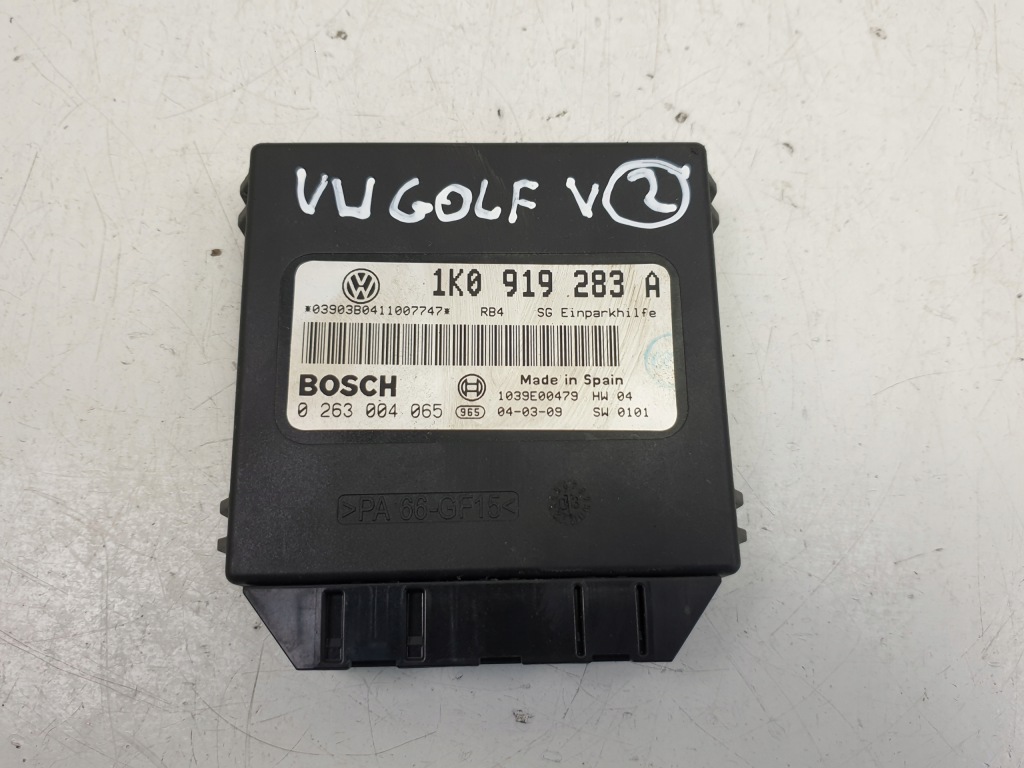 VW GOLF V 2
1K0 919 283 A
*03903B0411007747* RB4 SG Einparkhilfe
BOSCH Made in Spain
1039E00479 HW 04
0 263 004 065 965 04-03-09 SW 0101
>PA 66-GF15<